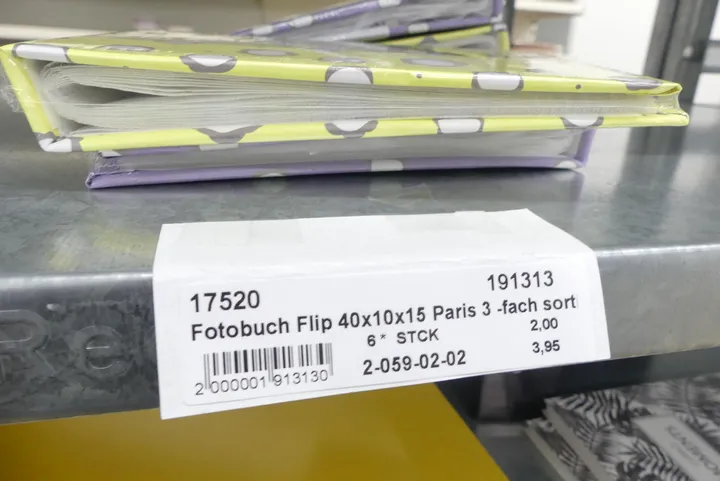 17520 191313
Fotobuch Flip 40x10x15 Paris 3 -fach sort
6* STCK 2,00
2-059-02-02 3,95
2 000001 913130